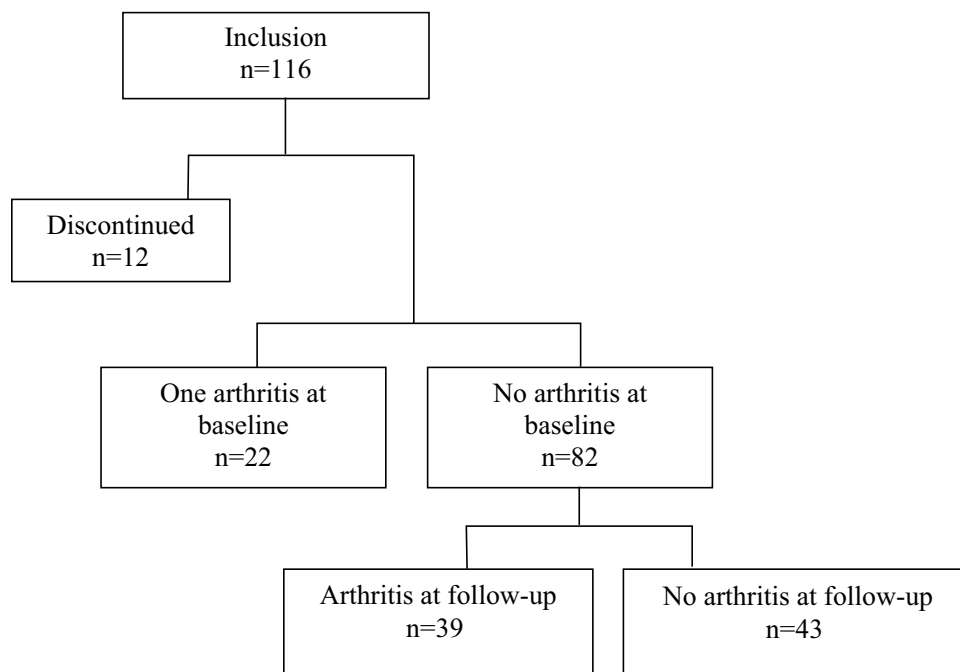 Inclusion
n=116
Discontinued
n=12
One arthritis at
baseline
n=22
No arthritis at
baseline
n=82
Arthritis at follow-up
n=39
No arthritis at follow-up
n=43